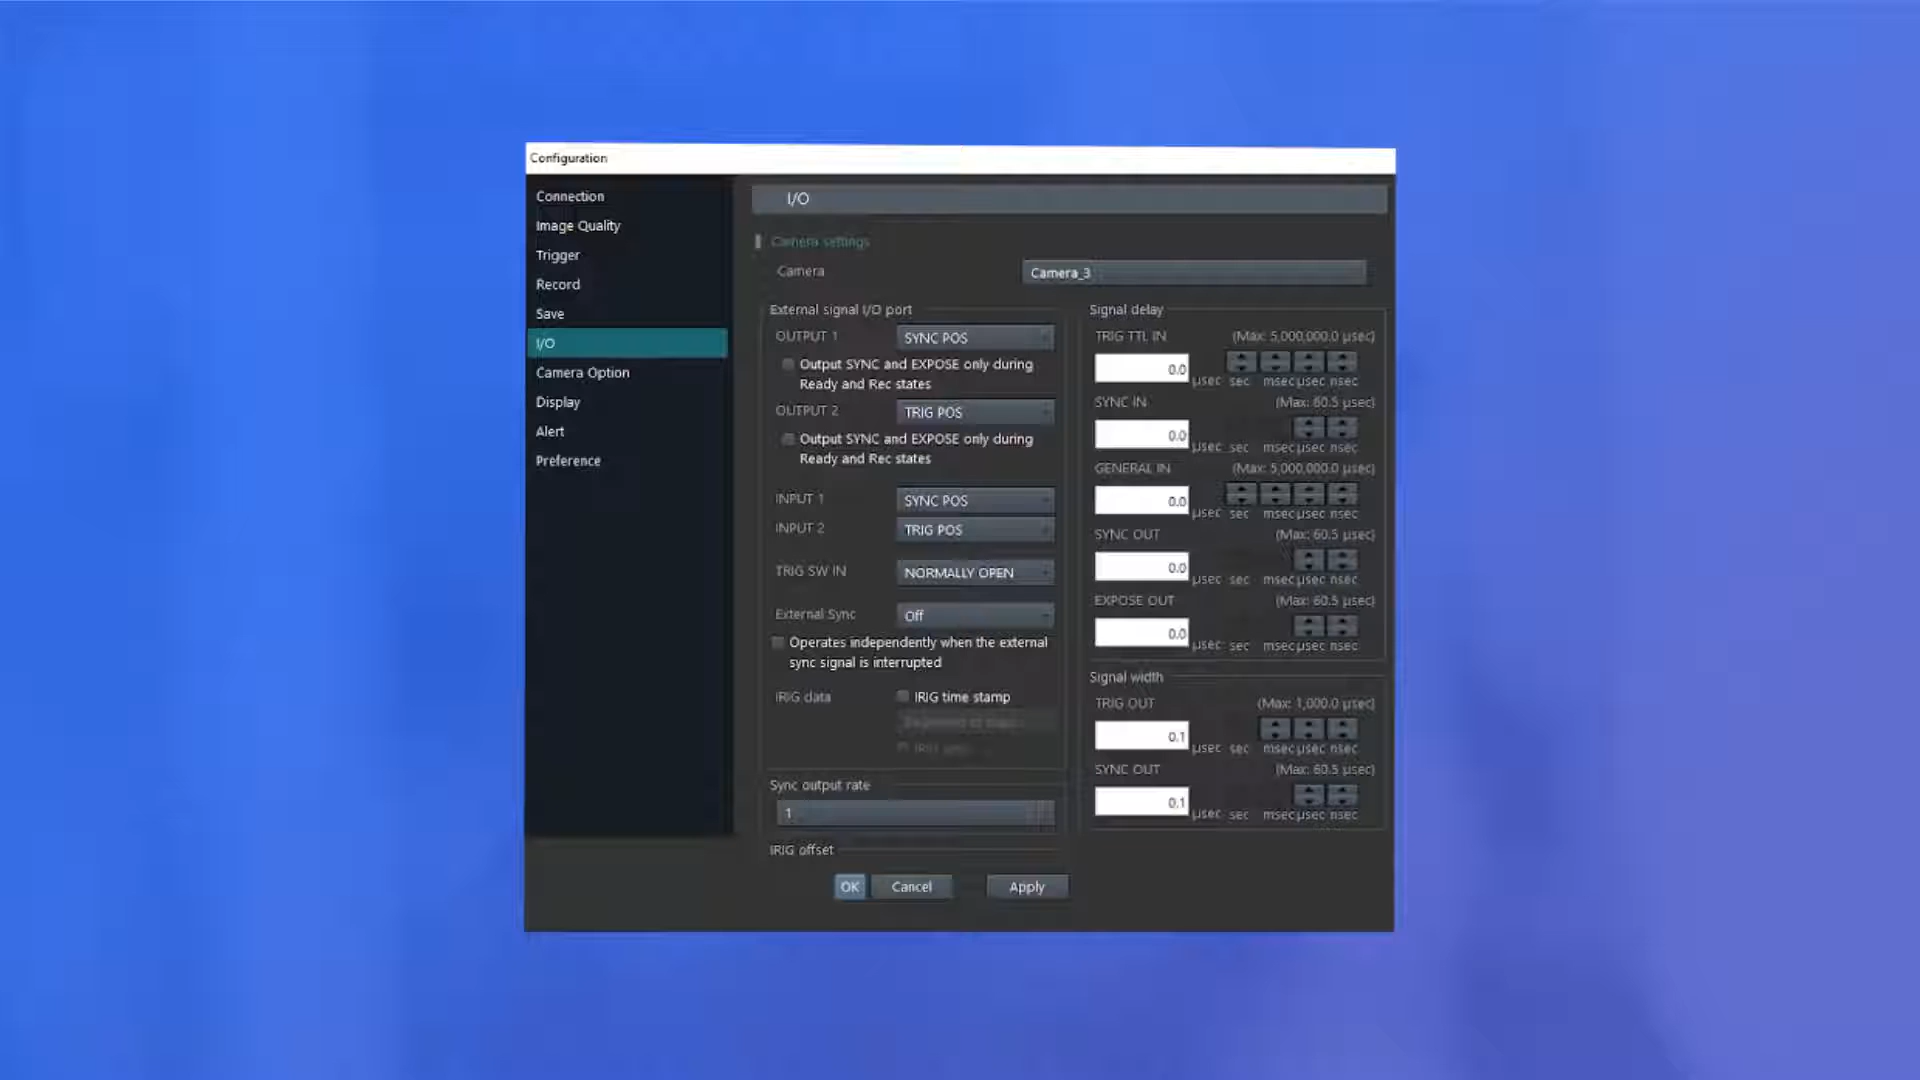 Configuration
Connection
Image Quality
Trigger
Record
Save
I/O
Camera Option
Display
Alert
Preference
I/O
Camera settings
Camera
Camera_3
External signal I/O port
OUTPUT 1
SYNC POS
Output SYNC and EXPOSE only during
Ready and Rec states
OUTPUT 2
TRIG POS
Output SYNC and EXPOSE only during
Ready and Rec states
INPUT 1
SYNC POS
INPUT 2
TRIG POS
TRIG SW IN
NORMALLY OPEN
External Sync
Off
Operates independently when the external
sync signal is interrupted
IRIG data
IRIG time stamp
Sync output rate
1
IRIG offset
Signal delay
TRIG TTL IN
(Max: 5,000,000.0 µsec)
0.0
µsec sec msec µsec nsec
SYNC IN
(Max: 60.5 µsec)
0.0
µsec sec msec µsec nsec
GENERAL IN
(Max: 5,000,000.0 µsec)
0.0
µsec sec msec µsec nsec
SYNC OUT
(Max: 60.5 µsec)
0.0
µsec sec msec µsec nsec
EXPOSE OUT
(Max: 60.5 µsec)
0.0
µsec sec msec µsec nsec
Signal width
TRIG OUT
(Max: 1,000.0 µsec)
0.1
µsec sec msec µsec nsec
SYNC OUT
(Max: 60.5 µsec)
0.1
µsec sec msec µsec nsec
OK
Cancel
Apply